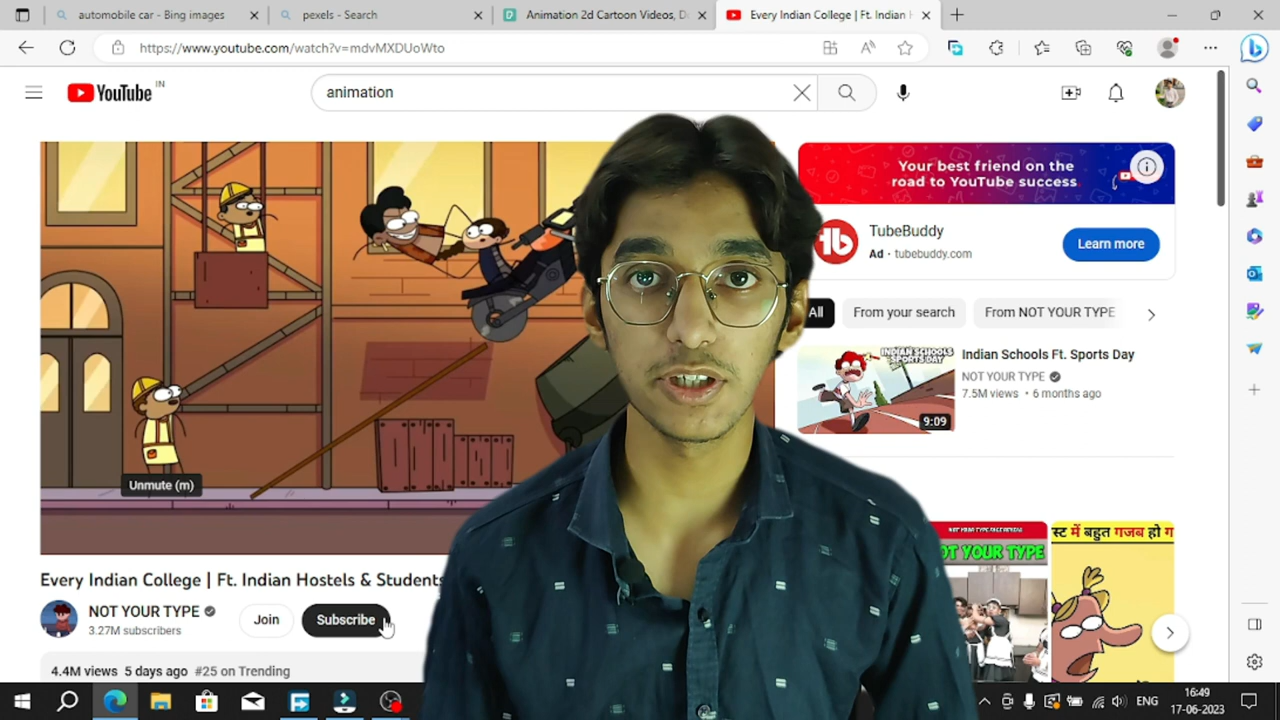 automobile car - Bing images
pexels - Search
Animation 2d Cartoon Videos, D
Every Indian College | Ft. Indian H
https://www.youtube.com/watch?v=mdvMXDUoWto
YouTube IN
animation
Your best friend on the
road to YouTube success
TubeBuddy
Ad · tubebuddy.com
Learn more
All
From your search
From NOT YOUR TYPE
INDIAN SCHOOLS
SPORTS DAY
9:09
Indian Schools Ft. Sports Day
NOT YOUR TYPE
7.5M views • 6 months ago
Unmute (m)
Every Indian College | Ft. Indian Hostels & Students
NOT YOUR TYPE
3.27M subscribers
Join
Subscribe
4.4M views 5 days ago #25 on Trending
OT YOUR TYPE
स्ट में बहुत गजब हो ग
ENG
16:49
17-06-2023